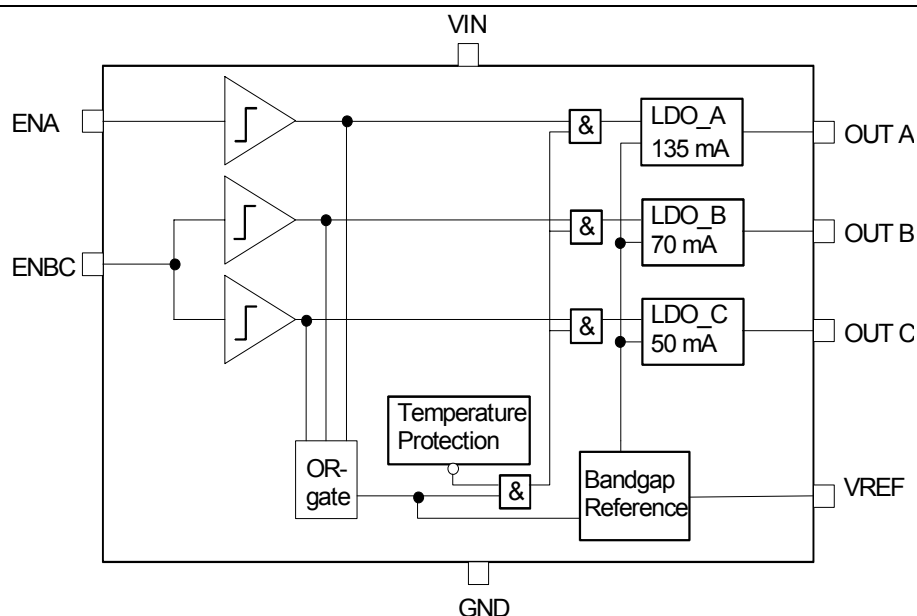 VIN
ENA
&
LDO_A
135 mA
OUT A
&
LDO_B
70 mA
OUT B
ENBC
&
LDO_C
50 mA
OUT C
Temperature
Protection
OR-
gate
&
Bandgap
Reference
VREF
GND